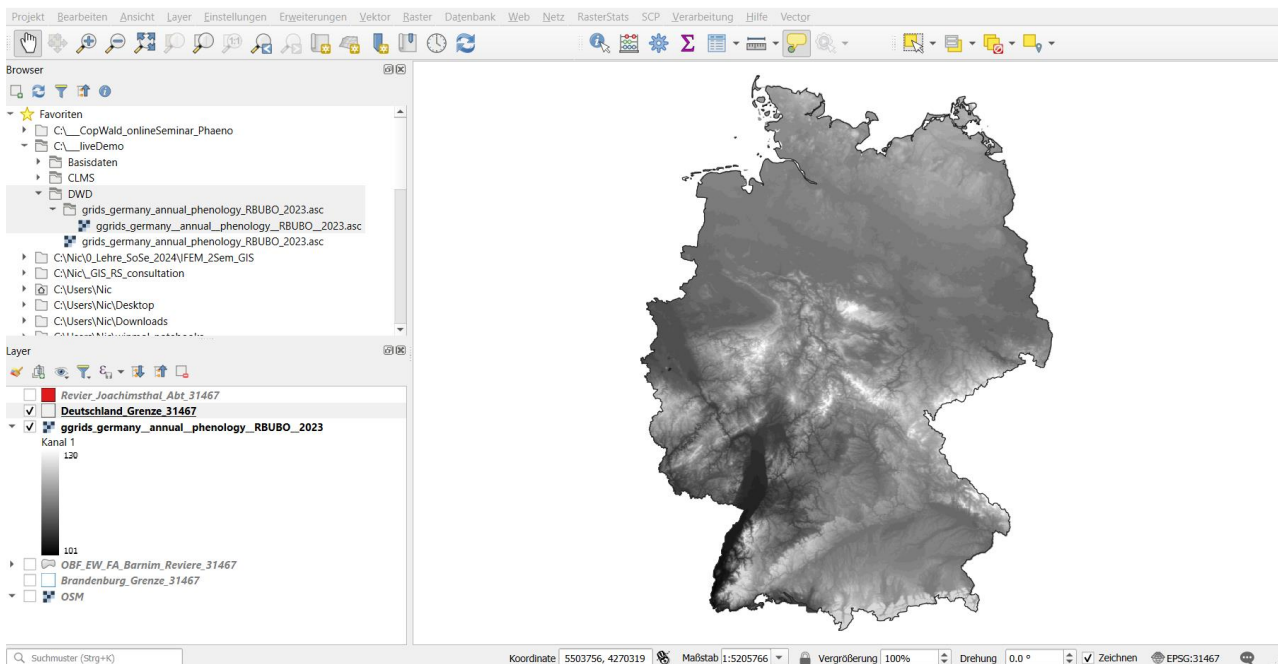 Projekt Bearbeiten Ansicht Layer Einstellungen Erweiterungen Vektor Raster Datenbank Web Netz RasterStats SCP Verarbeitung Hilfe Vector
Browser
Favoriten
C:\___CopWald_onlineSeminar_Phaeno
C:\___liveDemo
Basisdaten
CLMS
DWD
grids_germany_annual_phenology_RBUBO_2023.asc
ggrids_germany__annual__phenology__RBUBO__2023.asc
grids_germany_annual_phenology_RBUBO_2023.asc
C:\Nic\0_Lehre_SoSe_2024\IFEM_2Sem_GIS
C:\Nic\_GIS_RS_consultation
C:\Users\Nic
C:\Users\Nic\Desktop
C:\Users\Nic\Downloads
Layer
Revier_Joachimsthal_Abt_31467
Deutschland_Grenze_31467
ggrids_germany__annual__phenology__RBUBO__2023
Kanal 1
130
101
OBF_EW_FA_Barnim_Reviere_31467
Brandenburg_Grenze_31467
OSM
Suchmuster (Strg+K) Koordinate 5503756, 4270319 Maßstab 1:5205766 Vergrößerung 100% Drehung 0.0 ° Zeichnen EPSG:31467